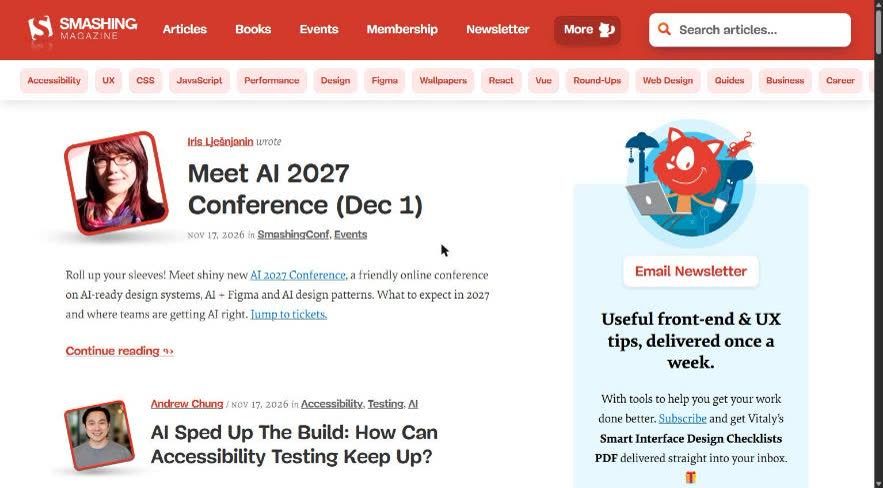 SMASHING
MAGAZINE
Articles
Books
Events
Membership
Newsletter
More
Search articles...
Accessibility
UX
CSS
JavaScript
Performance
Design
Figma
Wallpapers
React
Vue
Round-Ups
Web Design
Guides
Business
Career
Iris Lješnjanin wrote
Meet AI 2027
Conference (Dec 1)
NOV 17, 2026 in SmashingConf, Events
Roll up your sleeves! Meet shiny new AI 2027 Conference, a friendly online conference
on AI-ready design systems, AI + Figma and AI design patterns. What to expect in 2027
and where teams are getting AI right. Jump to tickets.
Continue reading
Andrew Chung / NOV 17, 2026 in Accessibility, Testing, AI
AI Sped Up The Build: How Can
Accessibility Testing Keep Up?
Email Newsletter
Useful front-end & UX
tips, delivered once a
week.
With tools to help you get your work
done better. Subscribe and get Vitaly's
Smart Interface Design Checklists
PDF delivered straight into your inbox.